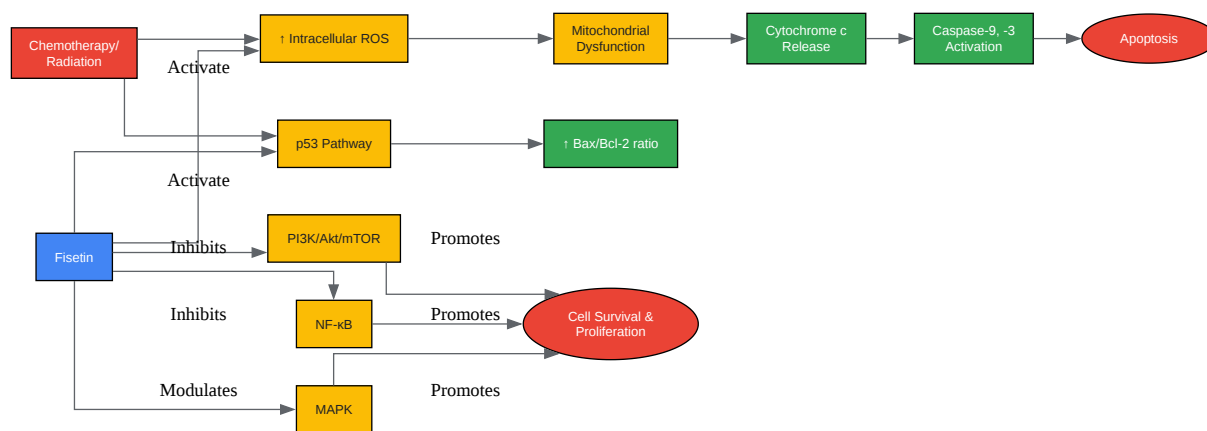 Chemotherapy/
Radiation
↑ Intracellular ROS
Mitochondrial
Dysfunction
Cytochrome c
Release
Caspase-9, -3
Activation
Apoptosis
Activate
p53 Pathway
↑ Bax/Bcl-2 ratio
Activate
Fisetin
Inhibits
PI3K/Akt/mTOR
Promotes
Inhibits
NF-κB
Promotes
Cell Survival &
Proliferation
Modulates
MAPK
Promotes